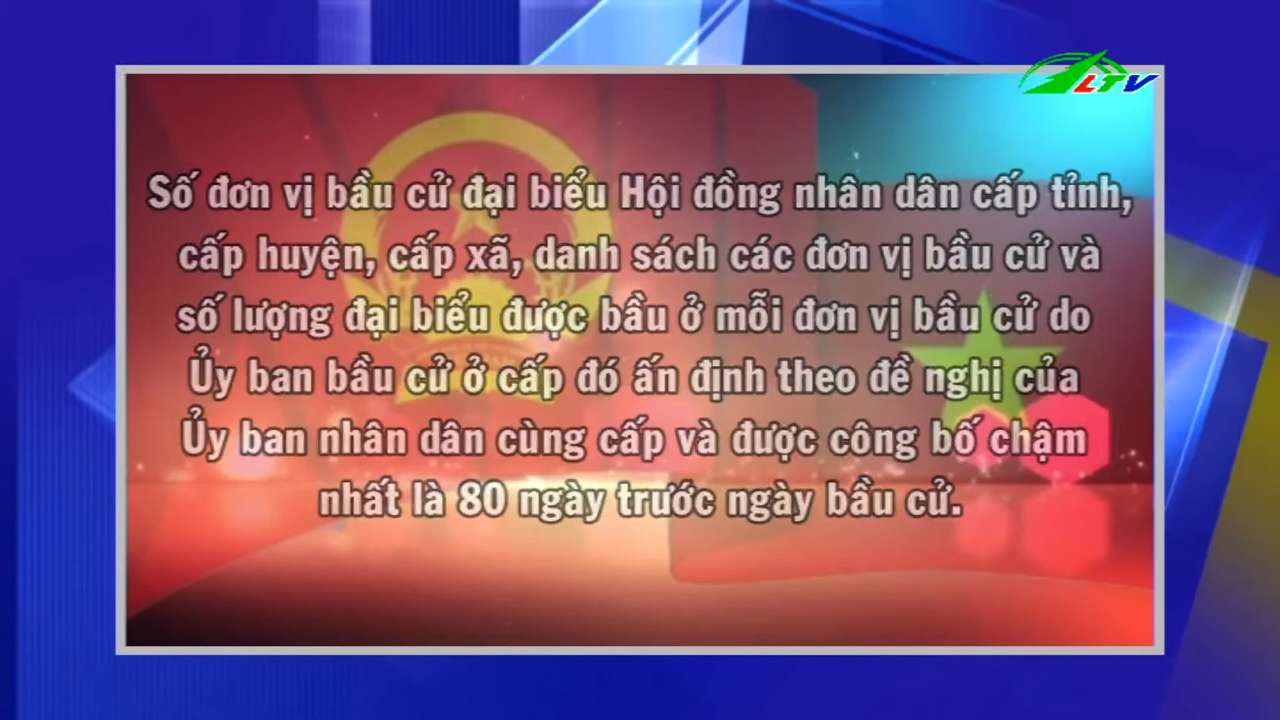 LTV
Số đơn vị bầu cử đại biểu Hội đồng nhân dân cấp tỉnh,
cấp huyện, cấp xã, danh sách các đơn vị bầu cử và
số lượng đại biểu được bầu ở mỗi đơn vị bầu cử do
Ủy ban bầu cử ở cấp đó ấn định theo đề nghị của
Ủy ban nhân dân cùng cấp và được công bố chậm
nhất là 80 ngày trước ngày bầu cử.